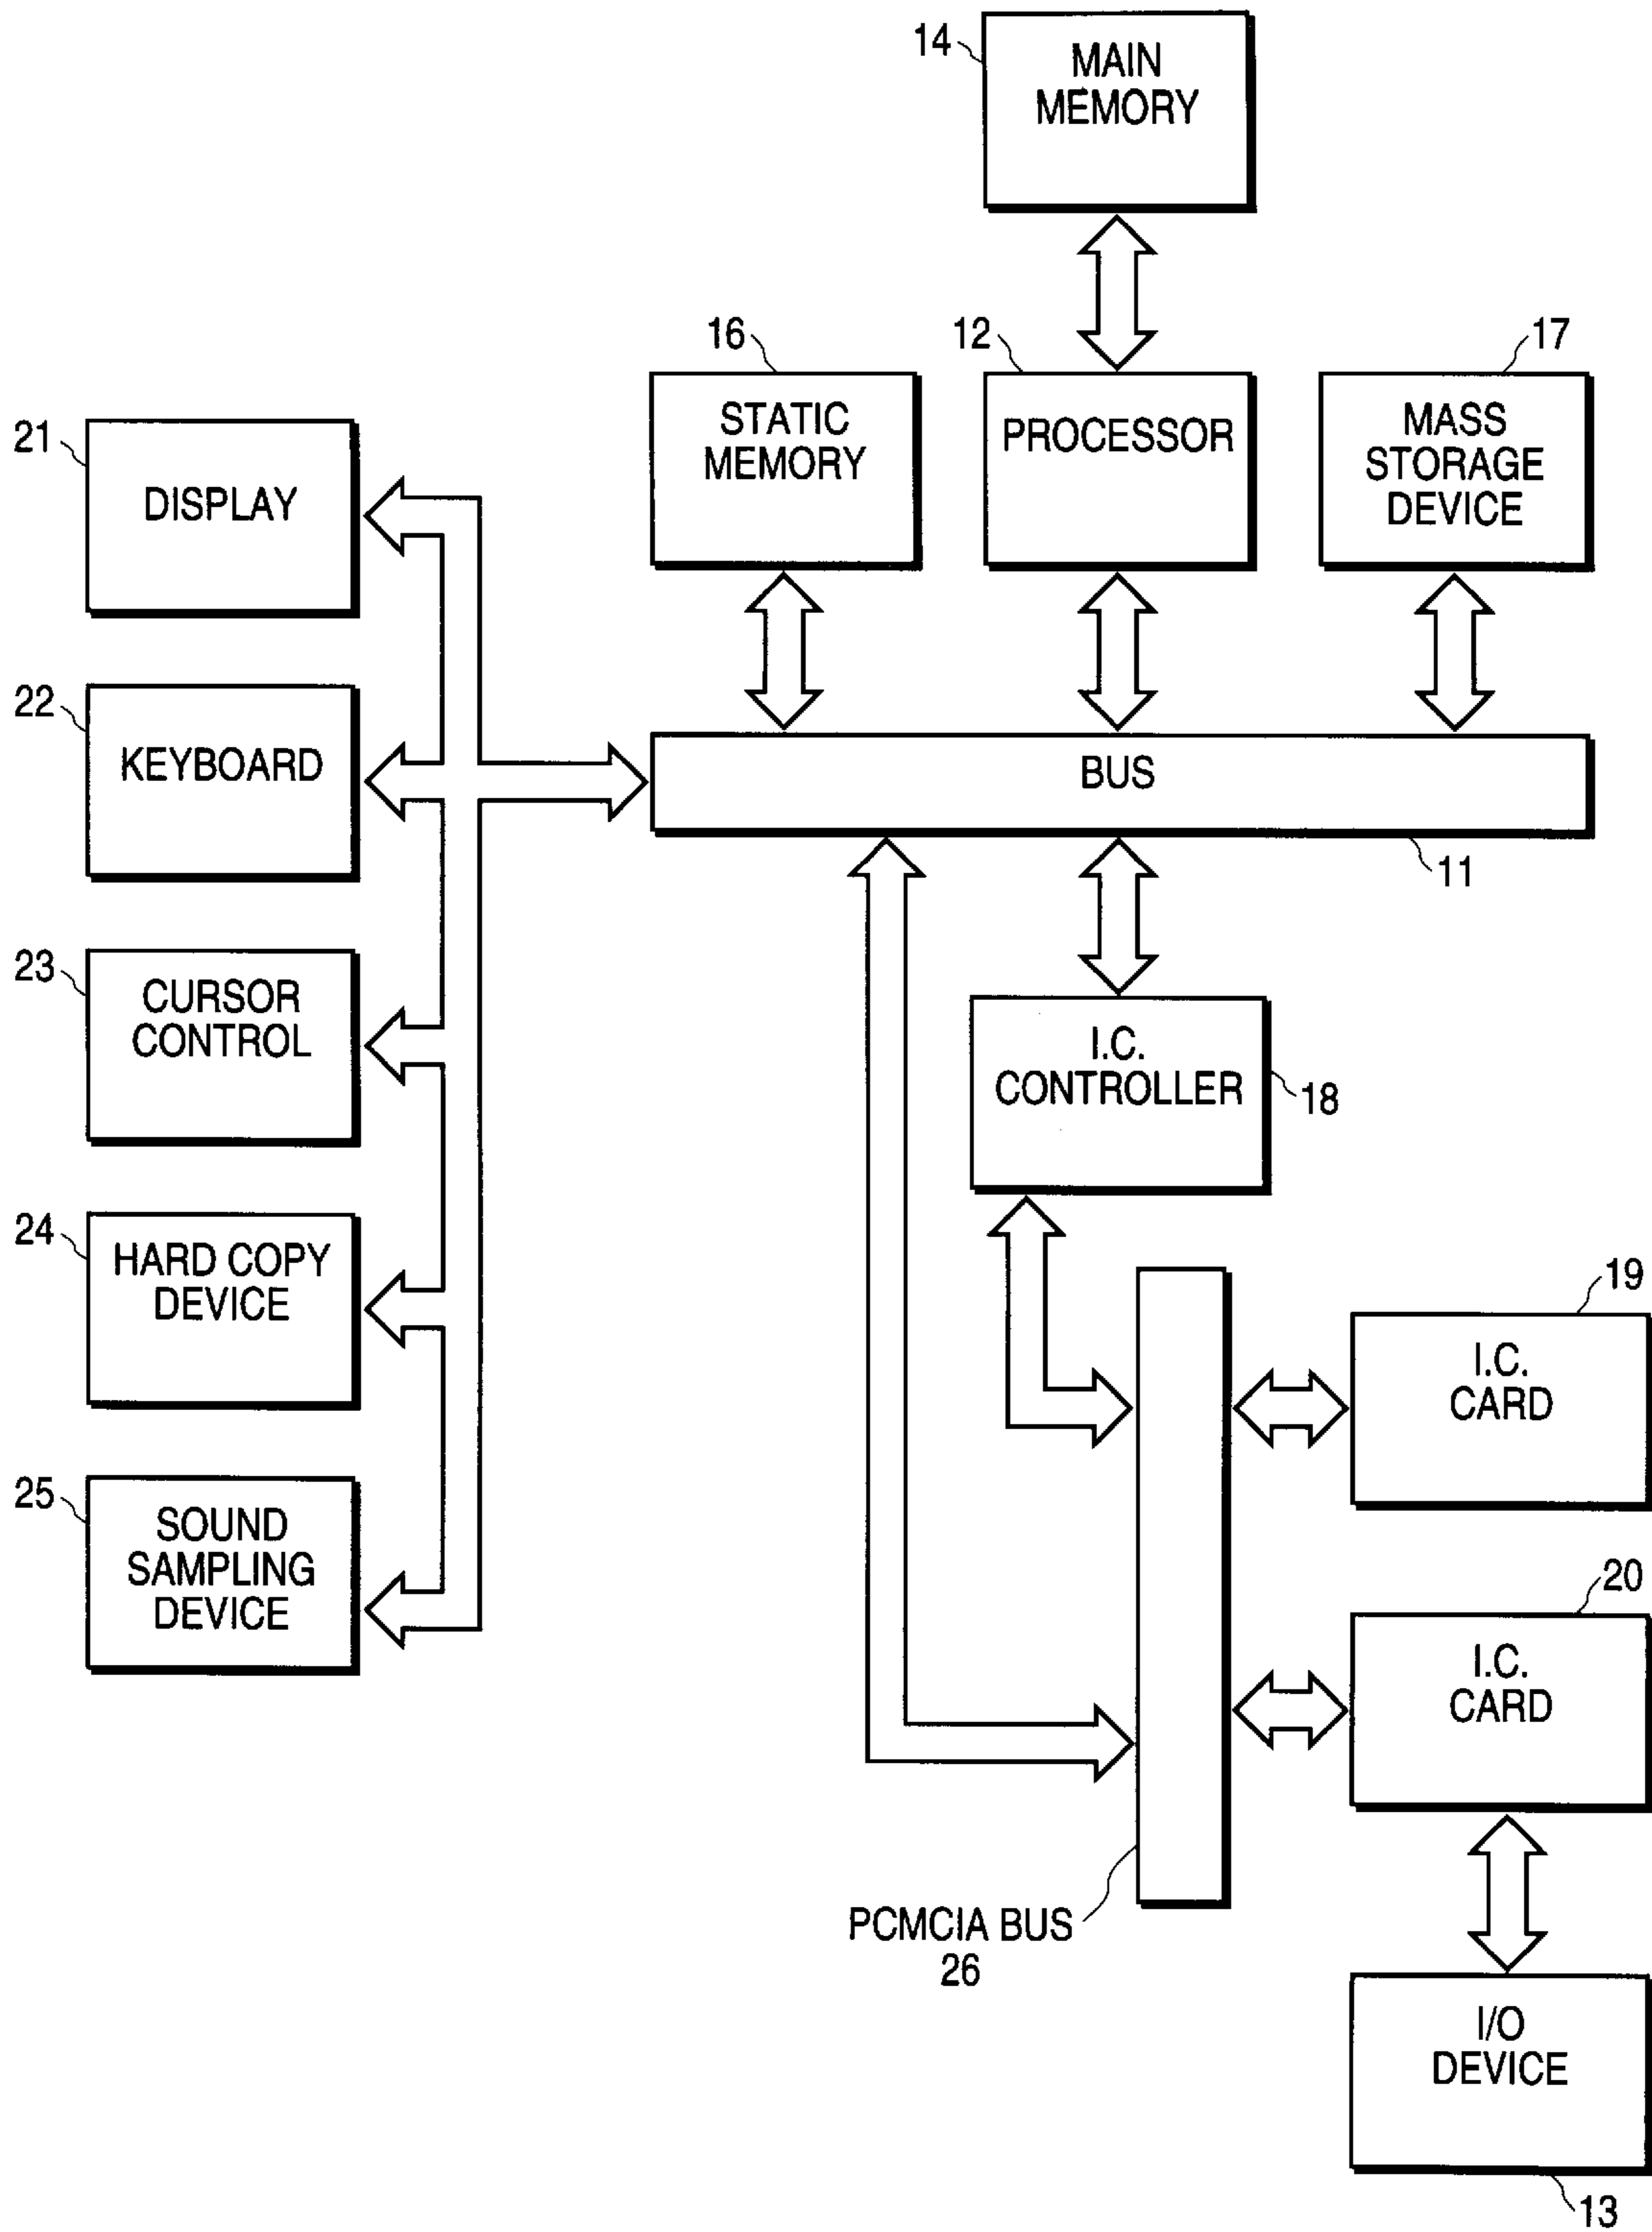 14
MAIN
MEMORY
16
STATIC
MEMORY
12
PROCESSOR
17
MASS
STORAGE
DEVICE
21
DISPLAY
22
KEYBOARD
BUS
11
23
CURSOR
CONTROL
I.C.
CONTROLLER
18
24
HARD COPY
DEVICE
19
I.C.
CARD
25
SOUND
SAMPLING
DEVICE
20
I.C.
CARD
PCMCIA BUS
26
I/O
DEVICE
13